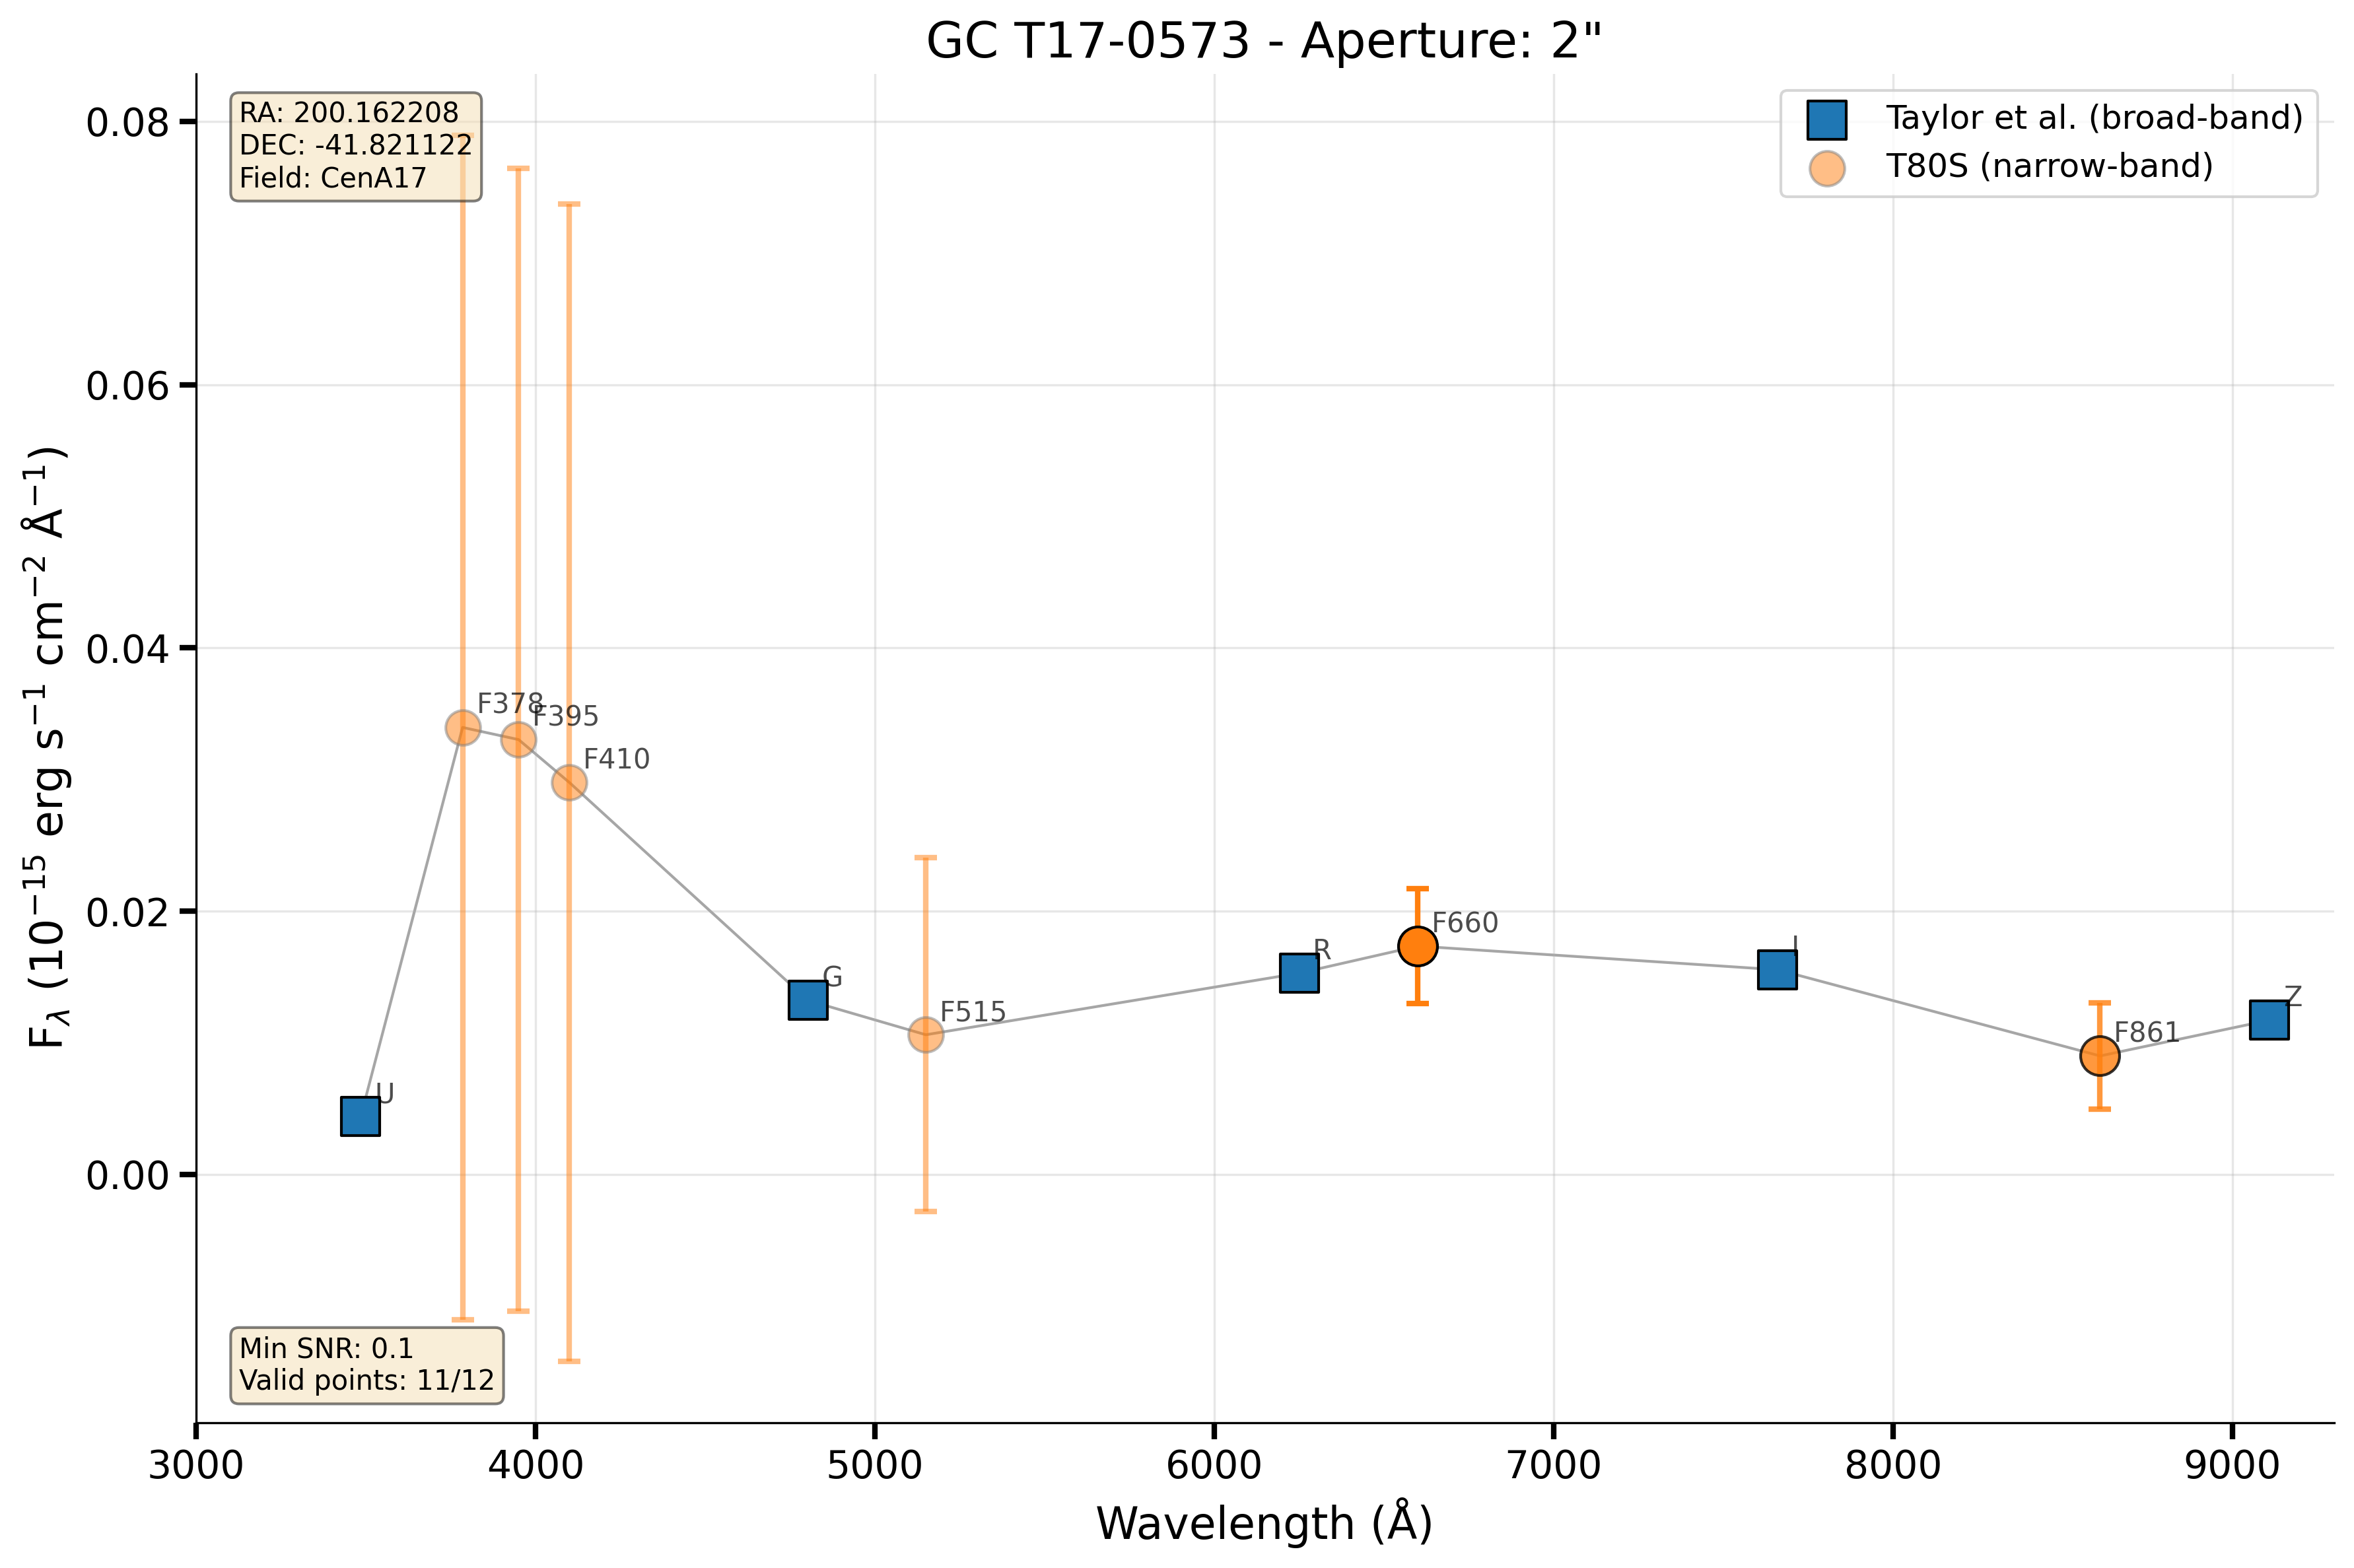 GC T17-0573 - Aperture: 2"
RA: 200.162208
DEC: -41.821122
Field: CenA17
Taylor et al. (broad-band)
T80S (narrow-band)
0.08
0.06
0.04
0.02
0.00
F$_{\lambda}$ (10$^{-15}$ erg s$^{-1}$ cm$^{-2}$ Å$^{-1}$)
F378
F395
F410
F660
R
I
G
Z
F515
F861
U
Min SNR: 0.1
Valid points: 11/12
3000 4000 5000 6000 7000 8000 9000
Wavelength (Å)